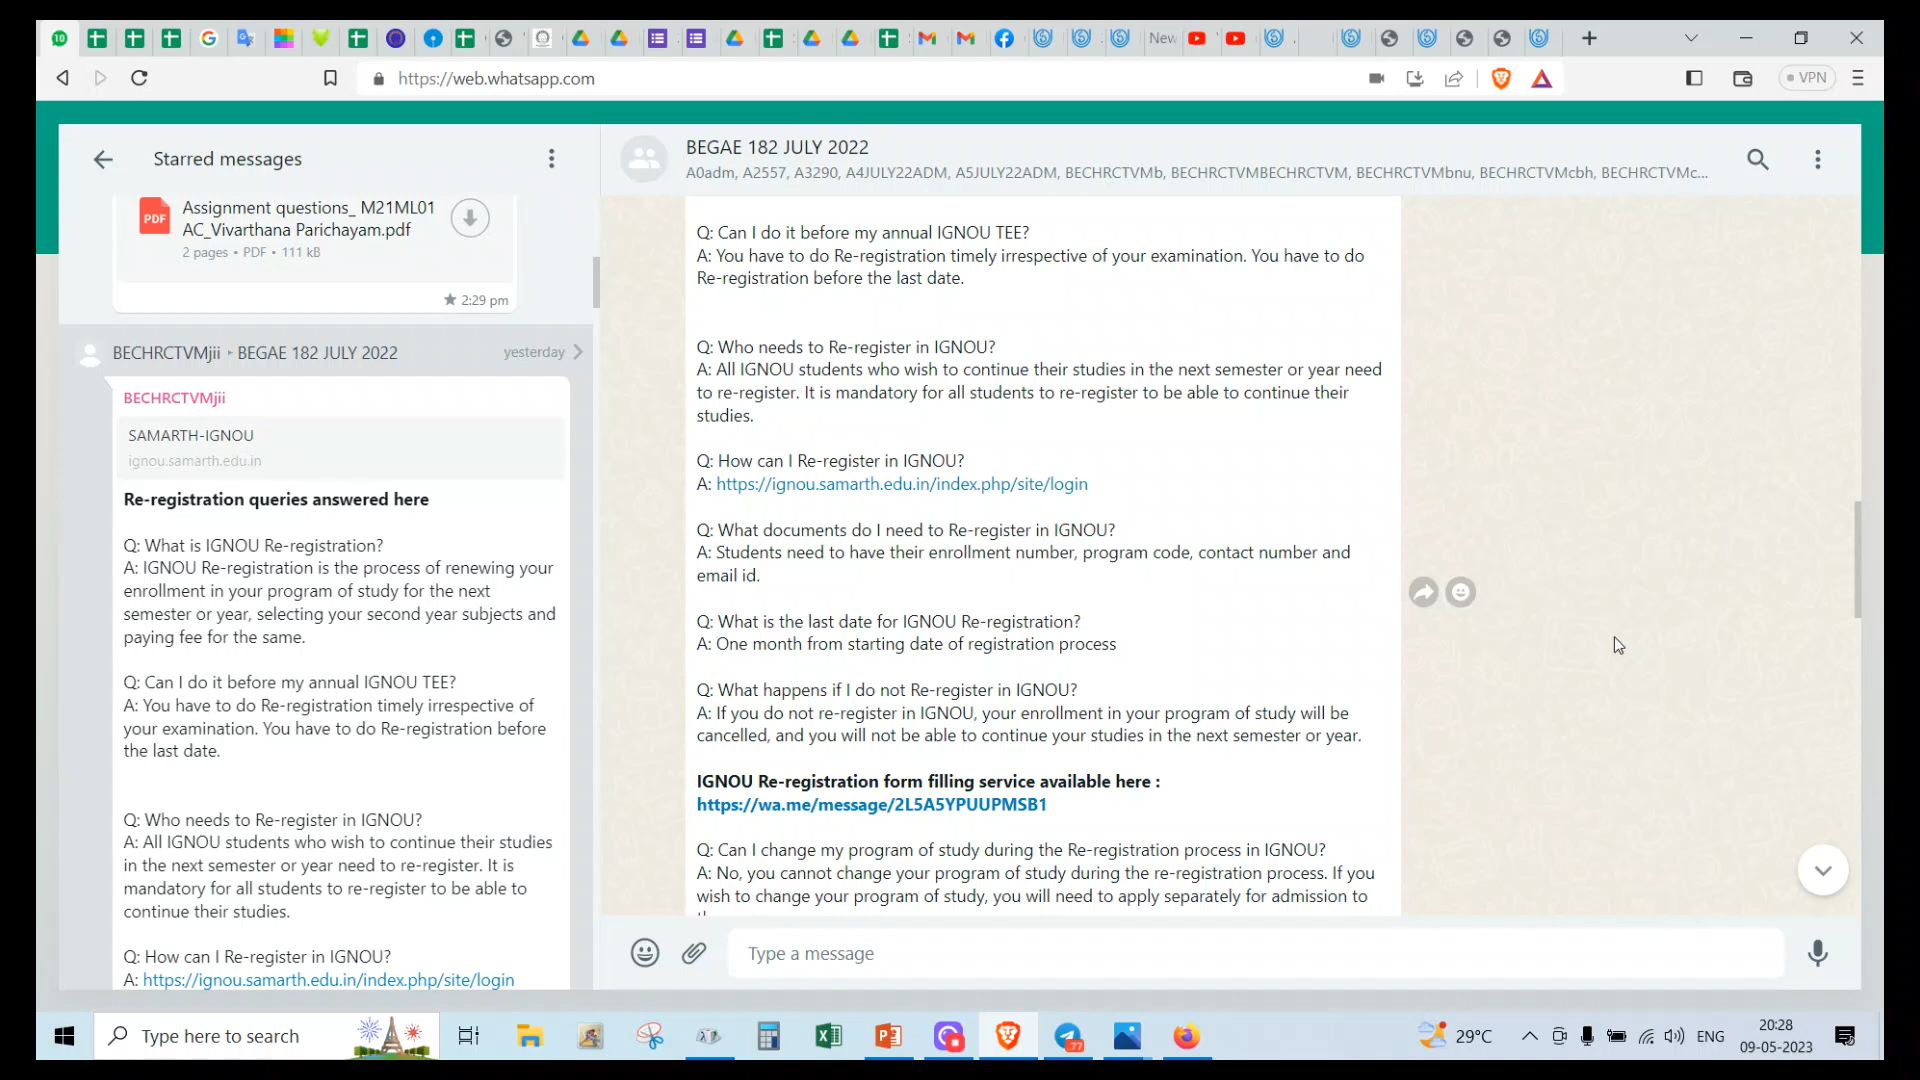 10
New
https://web.whatsapp.com
VPN
Starred messages
PDF
Assignment questions_ M21ML01
AC_Vivarthana Parichayam.pdf
2 pages • PDF • 111 kB
2:29 pm
BECHRCTVMjii ‣ BEGAE 182 JULY 2022
yesterday
BECHRCTVMjii
SAMARTH-IGNOU
ignou.samarth.edu.in
Re-registration queries answered here
Q: What is IGNOU Re-registration?
A: IGNOU Re-registration is the process of renewing your
enrollment in your program of study for the next
semester or year, selecting your second year subjects and
paying fee for the same.
Q: Can I do it before my annual IGNOU TEE?
A: You have to do Re-registration timely irrespective of
your examination. You have to do Re-registration before
the last date.
Q: Who needs to Re-register in IGNOU?
A: All IGNOU students who wish to continue their studies
in the next semester or year need to re-register. It is
mandatory for all students to re-register to be able to
continue their studies.
Q: How can I Re-register in IGNOU?
A: https://ignou.samarth.edu.in/index.php/site/login
BEGAE 182 JULY 2022
A0adm, A2557, A3290, A4JULY22ADM, A5JULY22ADM, BECHRCTVMb, BECHRCTVMBECHRCTVM, BECHRCTVMbnu, BECHRCTVMcbh, BECHRCTVMc...
Q: Can I do it before my annual IGNOU TEE?
A: You have to do Re-registration timely irrespective of your examination. You have to do
Re-registration before the last date.
Q: Who needs to Re-register in IGNOU?
A: All IGNOU students who wish to continue their studies in the next semester or year need
to re-register. It is mandatory for all students to re-register to be able to continue their
studies.
Q: How can I Re-register in IGNOU?
A: https://ignou.samarth.edu.in/index.php/site/login
Q: What documents do I need to Re-register in IGNOU?
A: Students need to have their enrollment number, program code, contact number and
email id.
Q: What is the last date for IGNOU Re-registration?
A: One month from starting date of registration process
Q: What happens if I do not Re-register in IGNOU?
A: If you do not re-register in IGNOU, your enrollment in your program of study will be
cancelled, and you will not be able to continue your studies in the next semester or year.
IGNOU Re-registration form filling service available here :
https://wa.me/message/2L5A5YPUUPMSB1
Q: Can I change my program of study during the Re-registration process in IGNOU?
A: No, you cannot change your program of study during the re-registration process. If you
wish to change your program of study, you will need to apply separately for admission to
Type a message
Type here to search
77
29°C
ENG
20:28
09-05-2023